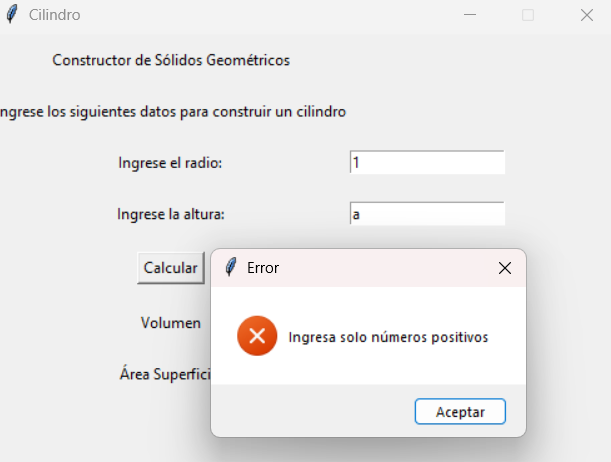 Cilindro
Constructor de Sólidos Geométricos
ngrese los siguientes datos para construir un cilindro
Ingrese el radio:
1
Ingrese la altura:
a
Calcular
Error
Ingresa solo números positivos
Volumen
Área Superfici
Aceptar